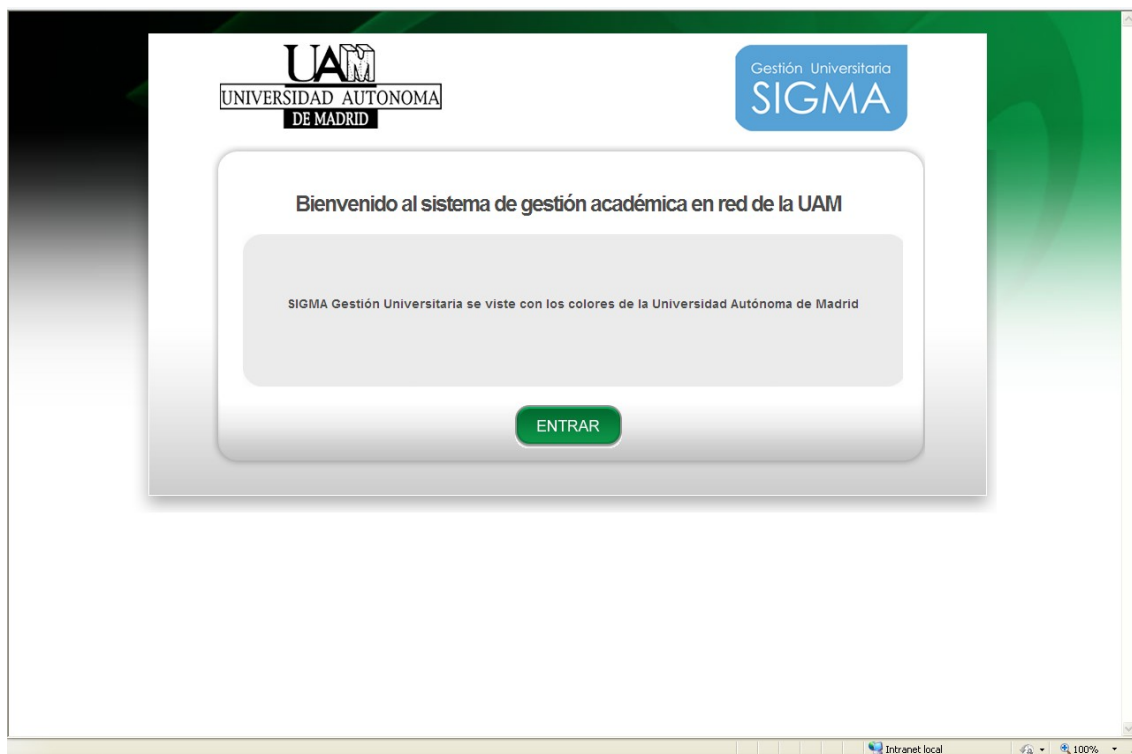 UAM
UNIVERSIDAD AUTONOMA
DE MADRID
Gestión Universitaria
SIGMA
Bienvenido al sistema de gestión académica en red de la UAM
SIGMA Gestión Universitaria se viste con los colores de la Universidad Autónoma de Madrid
ENTRAR
Intranet local
100%